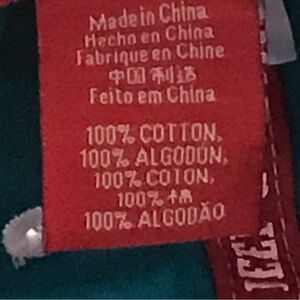 Made in China
Hecho en China
Fabrique en Chine
中国制造
Feito em China
100% COTTON,
100% ALGODÓN,
100% COTON,
100% 棉
100% ALGODÃO